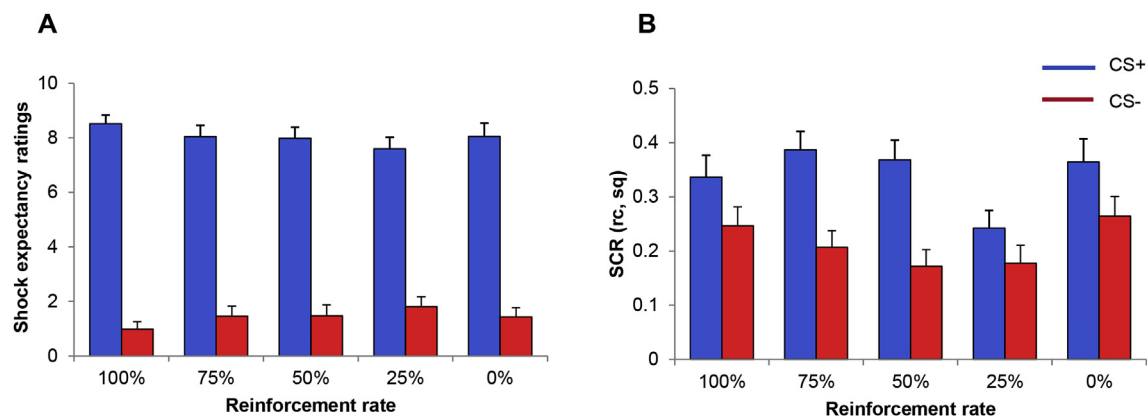 A
Shock expectancy ratings
10
8
6
4
2
0
100% 75% 50% 25% 0%
Reinforcement rate
B
CS+
CS-
SCR (rc, sq)
0.5
0.4
0.3
0.2
0.1
0
100% 75% 50% 25% 0%
Reinforcement rate